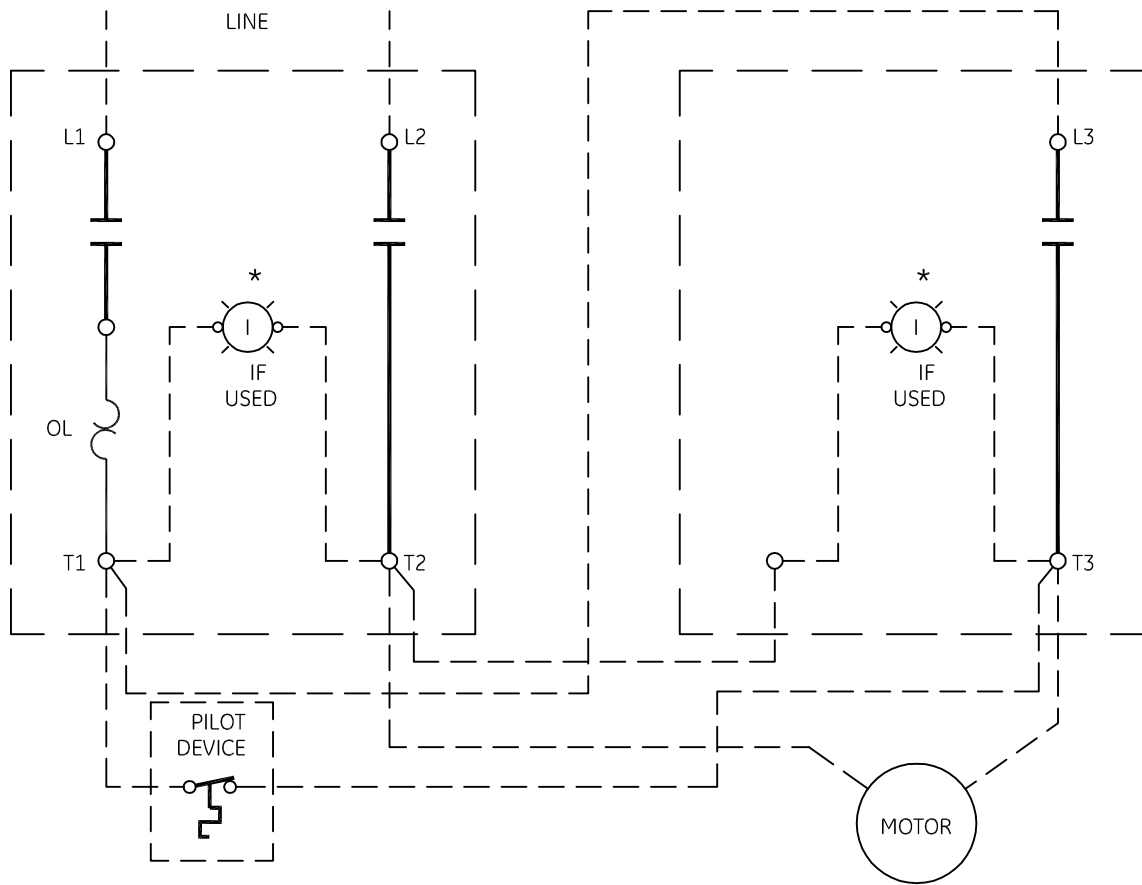 LINE
L1
L2
L3
*
*
I
I
IF
USED
IF
USED
OL
T1
T2
T3
PILOT
DEVICE
MOTOR